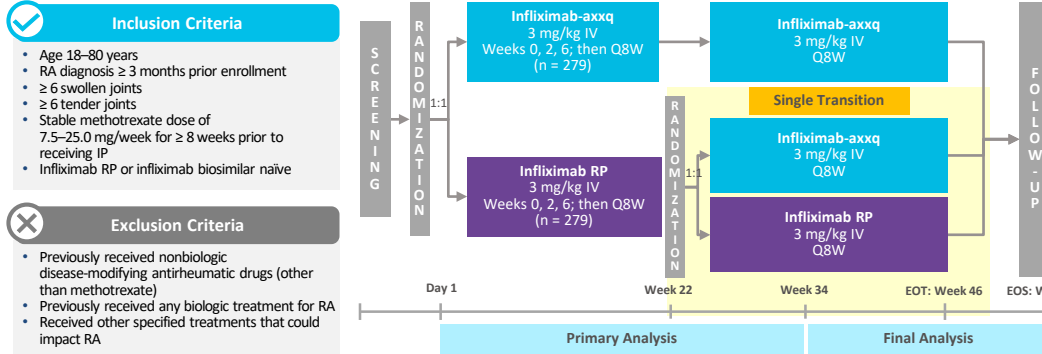 Inclusion Criteria
• Age 18–80 years
• RA diagnosis ≥ 3 months prior enrollment
• ≥ 6 swollen joints
• ≥ 6 tender joints
• Stable methotrexate dose of
7.5–25.0 mg/week for ≥ 8 weeks prior to
receiving IP
• Infliximab RP or infliximab biosimilar naïve
Exclusion Criteria
• Previously received nonbiologic
disease-modifying antirheumatic drugs (other
than methotrexate)
• Previously received any biologic treatment for RA
• Received other specified treatments that could
impact RA
SCREENING
RANDOMIZATION
1:1
Infliximab-axxq
3 mg/kg IV
Weeks 0, 2, 6; then Q8W
(n = 279)
Infliximab RP
3 mg/kg IV
Weeks 0, 2, 6; then Q8W
(n = 279)
Infliximab-axxq
3 mg/kg IV
Q8W
Single Transition
RANDOMIZATION
1:1
Infliximab-axxq
3 mg/kg IV
Q8W
Infliximab RP
3 mg/kg IV
Q8W
FOLLOW-UP
Day 1
Week 22
Week 34
EOT: Week 46
EOS: W
Primary Analysis
Final Analysis